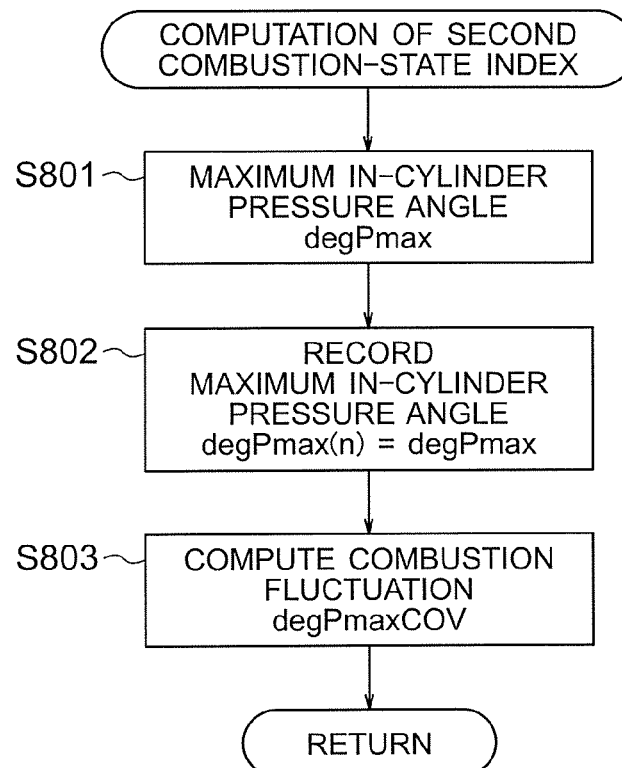 COMPUTATION OF SECOND
COMBUSTION-STATE INDEX
S801
MAXIMUM IN-CYLINDER
PRESSURE ANGLE
degPmax
S802
RECORD
MAXIMUM IN-CYLINDER
PRESSURE ANGLE
degPmax(n) = degPmax
S803
COMPUTE COMBUSTION
FLUCTUATION
degPmaxCOV
RETURN